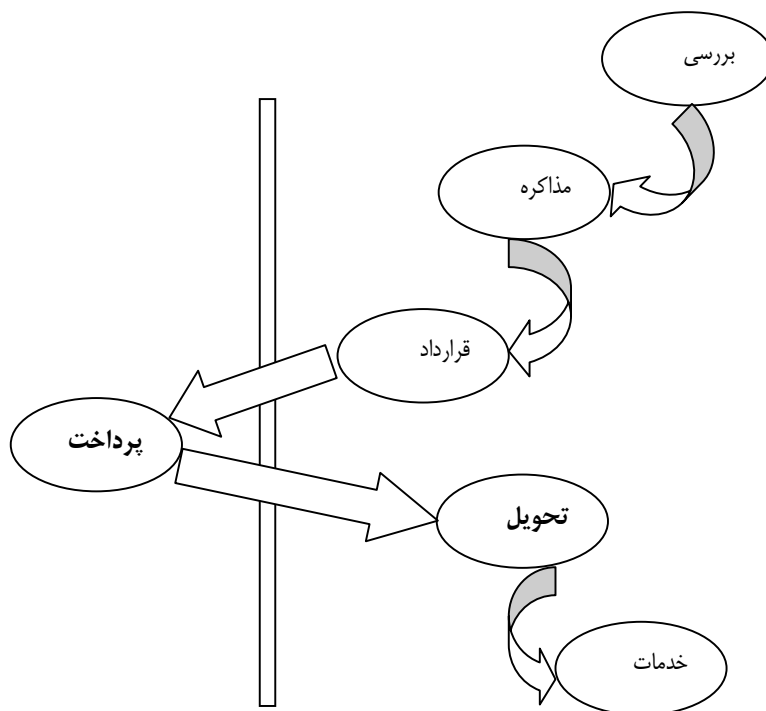 بررسی
مذاکره
قرارداد
پرداخت
تحویل
خدمات